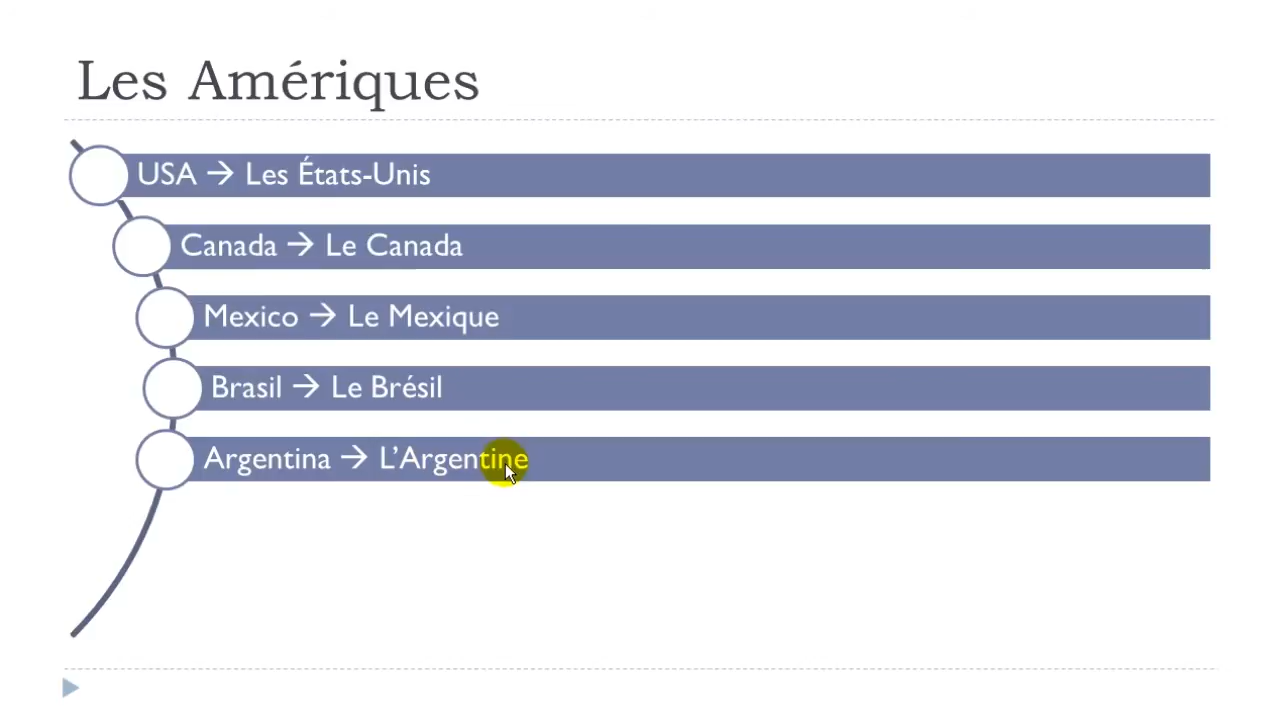 Les Amériques
USA → Les États-Unis
Canada → Le Canada
Mexico → Le Mexique
Brasil → Le Brésil
Argentina → L’Argentine